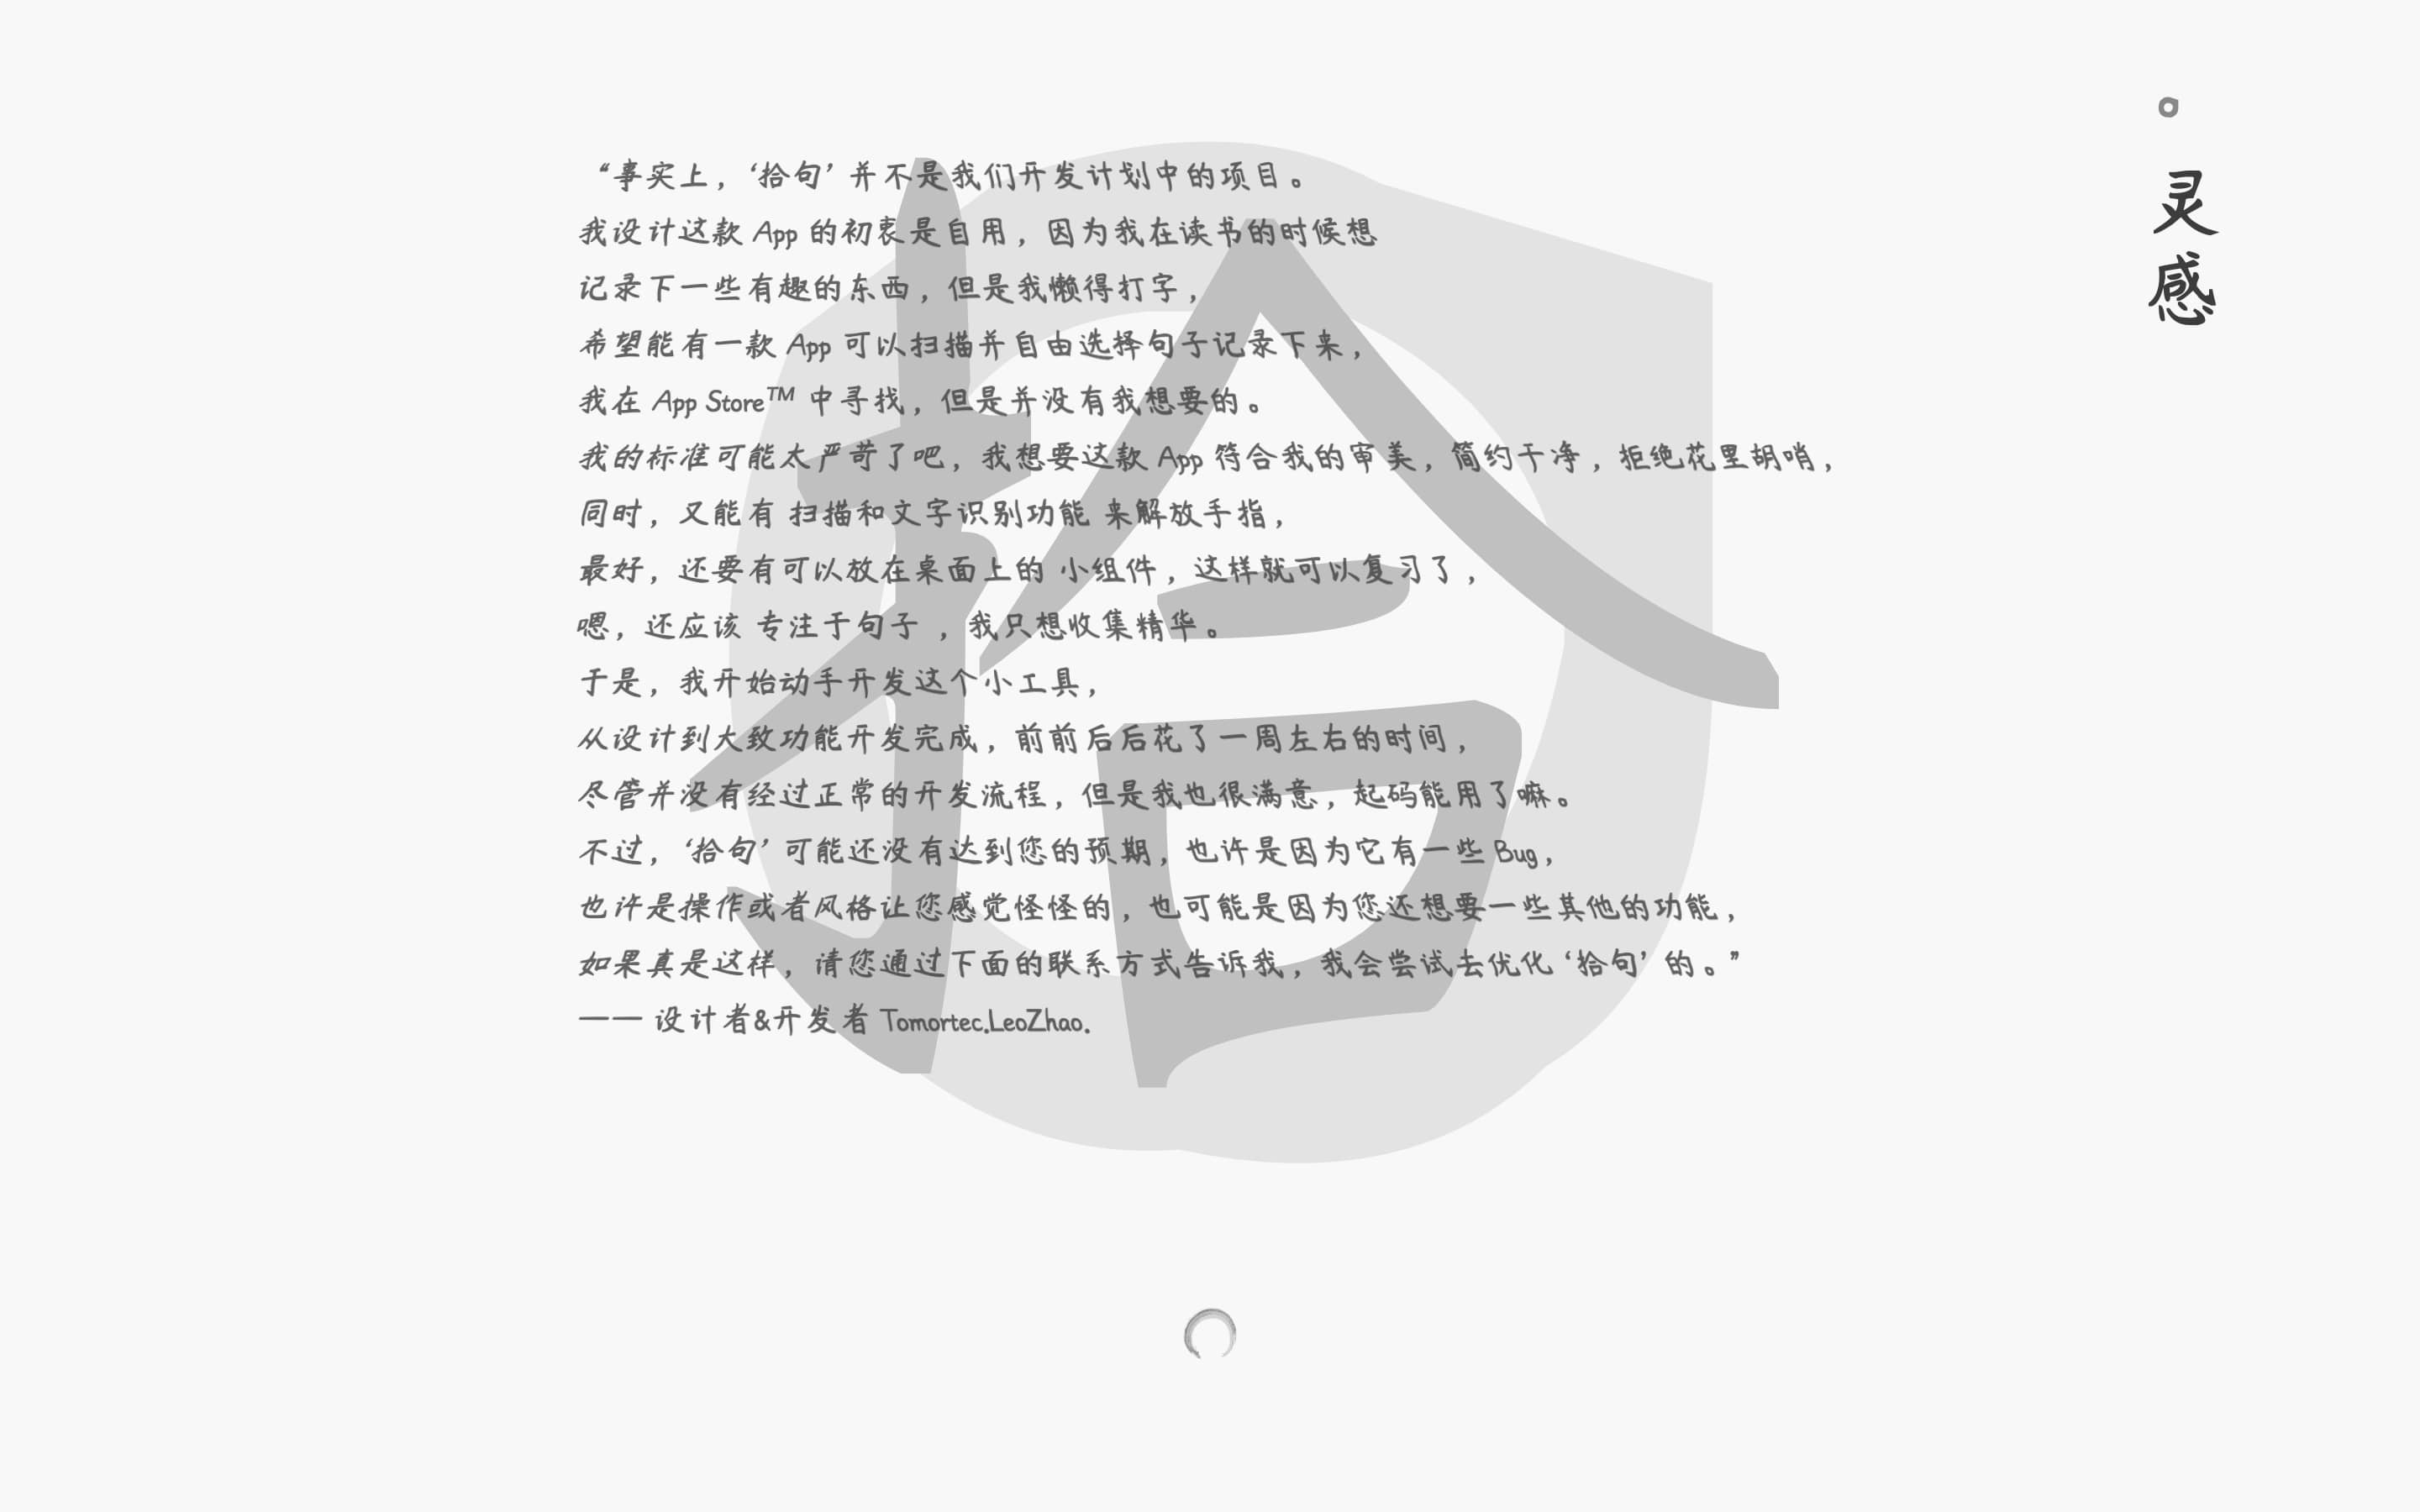 灵感
“事实上，‘拾句’并不是我们开发计划中的项目。
我设计这款 App 的初衷是自用，因为我在读书的时候想
记录下一些有趣的东西，但是我懒得打字，
希望能有一款 App 可以扫描并自由选择句子记录下来，
我在 App Store™ 中寻找，但是并没有我想要的。
我的标准可能太严苛了吧，我想要这款 App 符合我的审美，简约干净，拒绝花里胡哨，
同时，又能有 扫描和文字识别功能 来解放手指，
最好，还要有可以放在桌面上的 小组件，这样就可以复习了，
嗯，还应该 专注于句子 ，我只想收集精华。
于是，我开始动手开发这个小工具，
从设计到大致功能开发完成，前前后后花了一周左右的时间，
尽管并没有经过正常的开发流程，但是我也很满意，起码能用了嘛。
不过，‘拾句’可能还没有达到您的预期，也许是因为它有一些 Bug，
也许是操作或者风格让您感觉怪怪的，也可能是因为您还想要一些其他的功能，
如果真是这样，请您通过下面的联系方式告诉我，我会尝试去优化‘拾句’的。”
—— 设计者&开发者 Tomortec.LeoZhao.
拾